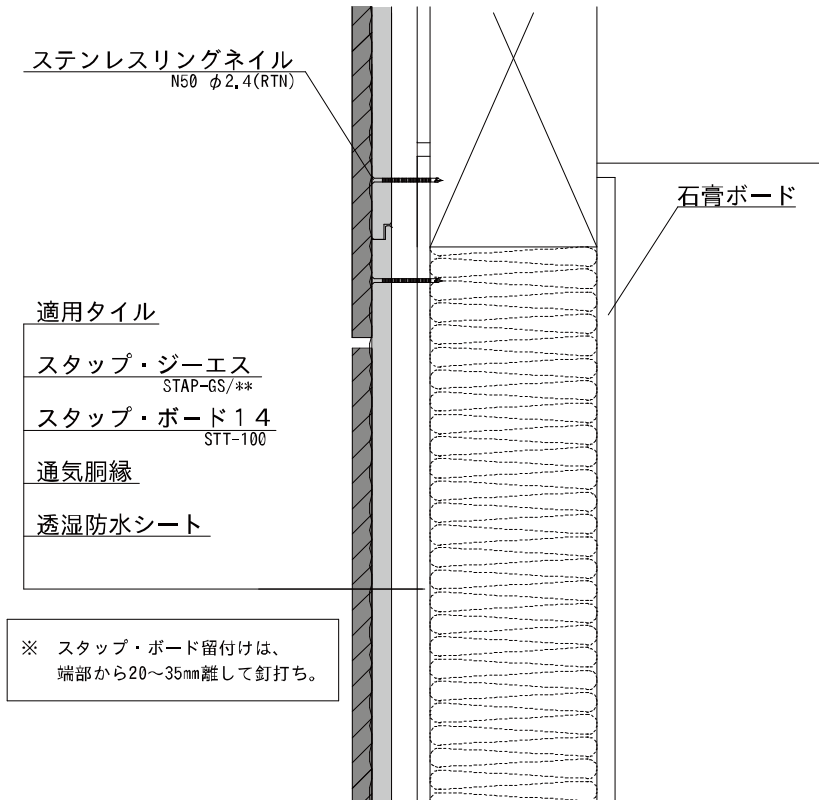 ステンレスリングネイル
N50 φ2.4(RTN)
石膏ボード
適用タイル
スタップ・ジーエス
STAP-GS/**
スタップ・ボード１４
STT-100
通気胴縁
透湿防水シート
※ スタップ・ボード留付けは、
端部から20～35㎜離して釘打ち。